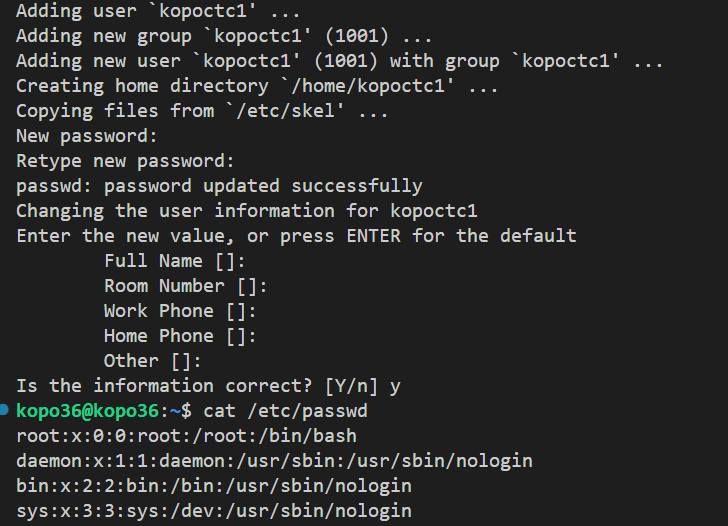 Adding user `kopoctc1' ...
Adding new group `kopoctc1' (1001) ...
Adding new user `kopoctc1' (1001) with group `kopoctc1' ...
Creating home directory `/home/kopoctc1' ...
Copying files from `/etc/skel' ...
New password:
Retype new password:
passwd: password updated successfully
Changing the user information for kopoctc1
Enter the new value, or press ENTER for the default
        Full Name []:
        Room Number []:
        Work Phone []:
        Home Phone []:
        Other []:
Is the information correct? [Y/n] y
kopo36@kopo36:~$ cat /etc/passwd
root:x:0:0:root:/root:/bin/bash
daemon:x:1:1:daemon:/usr/sbin:/usr/sbin/nologin
bin:x:2:2:bin:/bin:/usr/sbin/nologin
sys:x:3:3:sys:/dev:/usr/sbin/nologin